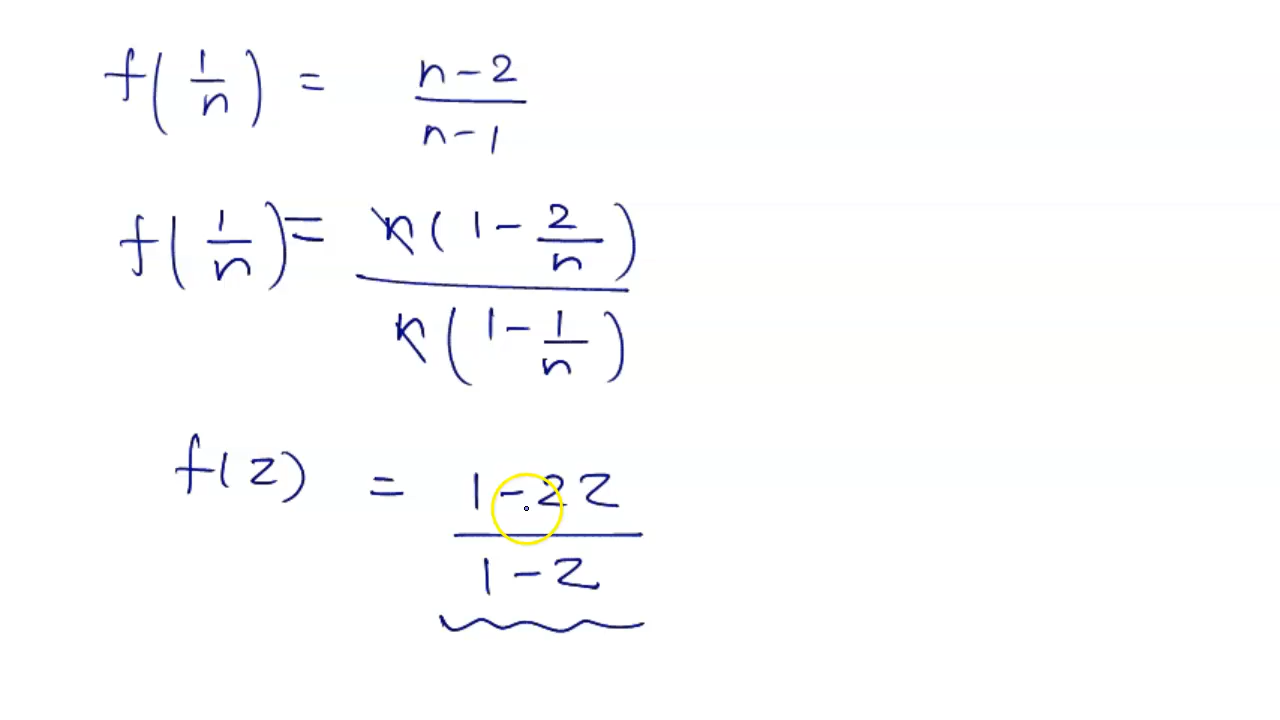 f(1/n) = (n-2)/(n-1)
f(1/n) = n(1-2/n)/n(1-1/n)
f(z) = (1-2z)/(1-z)